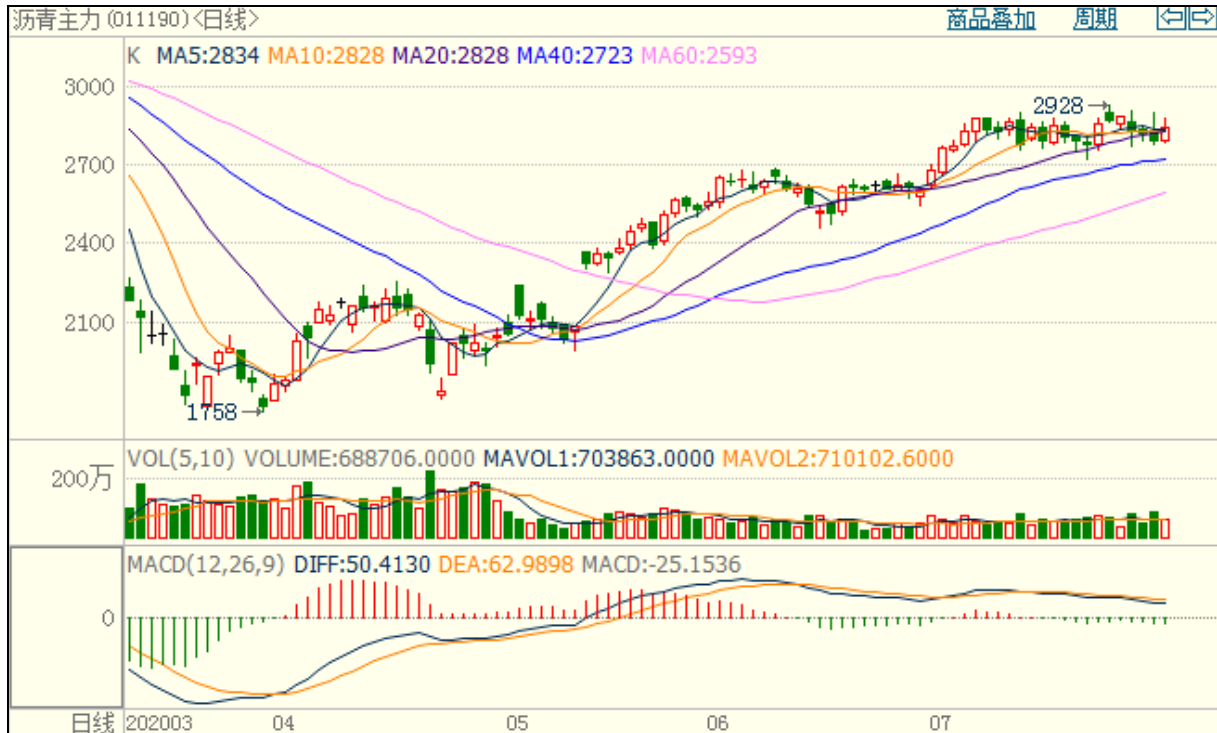 沥青主力(011190)<日线> 商品叠加 周期
K MA5:2834 MA10:2828 MA20:2828 MA40:2723 MA60:2593
3000
2928
2700
2400
2100
1758
VOL(5,10) VOLUME:688706.0000 MAVOL1:703863.0000 MAVOL2:710102.6000
200万
MACD(12,26,9) DIFF:50.4130 DEA:62.9898 MACD:-25.1536
0
日线 202003 04 05 06 07